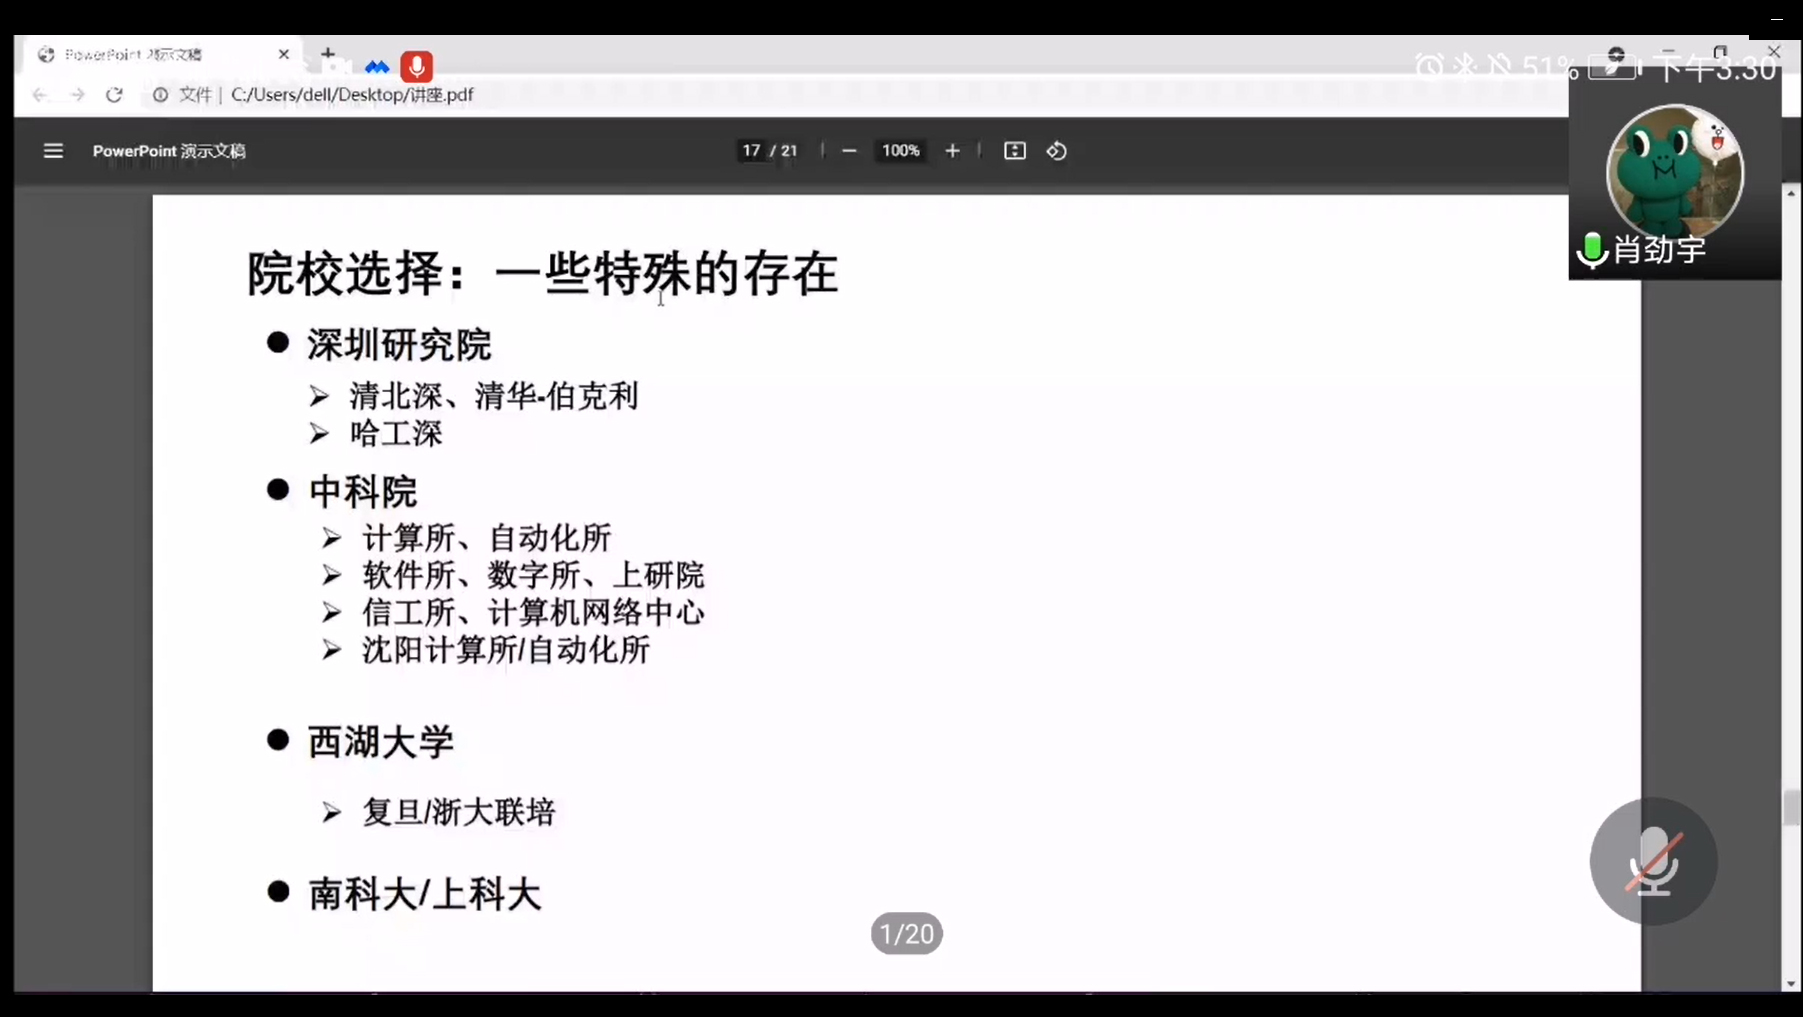 PowerPoint 演示文稿
51% 下午3:30
文件 | C:/Users/dell/Desktop/讲座.pdf
PowerPoint 演示文稿
17 / 21
100%
肖劲宇
院校选择：一些特殊的存在
深圳研究院
清北深、清华-伯克利
哈工深
中科院
计算所、自动化所
软件所、数字所、上研院
信工所、计算机网络中心
沈阳计算所/自动化所
西湖大学
复旦/浙大联培
南科大/上科大
1/20